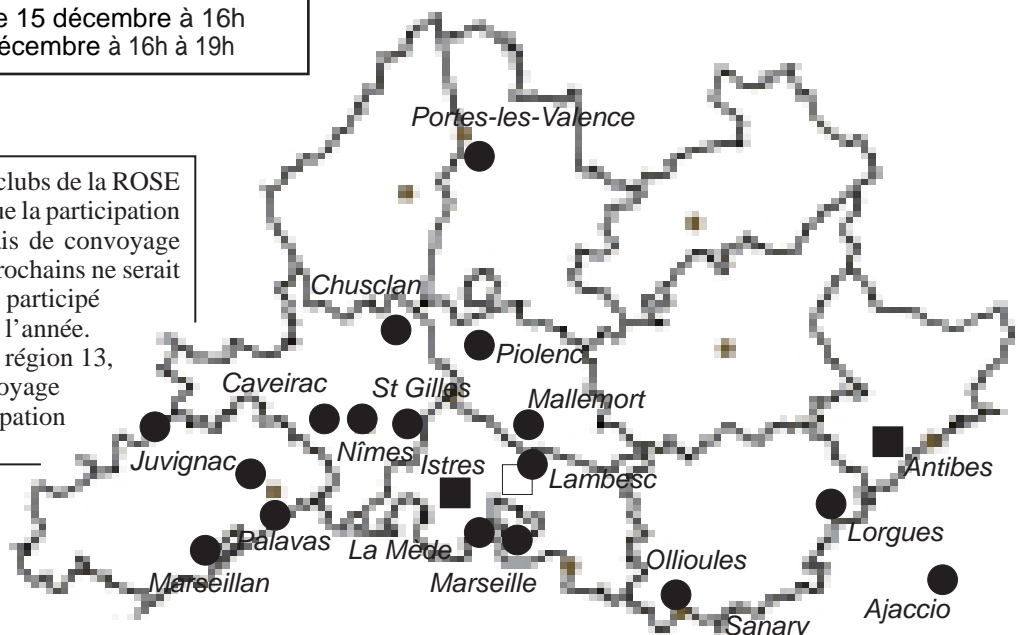 e 15 décembre à 16h
écembre à 16h à 19h
Portes-les-Valence
clubs de la ROSE
ue la participation
ais de convoyage
rochains ne serait
participé
l'année.
région 13,
oyage
ipation
Chusclan
Piolenc
Caveirac
St Gilles
Mallemort
Juvignac
Nîmes
Istres
Lambesc
Antibes
Palavas
La Mède
Lorgues
Marseillan
Marseille
Ollioules
Ajaccio
Sanary